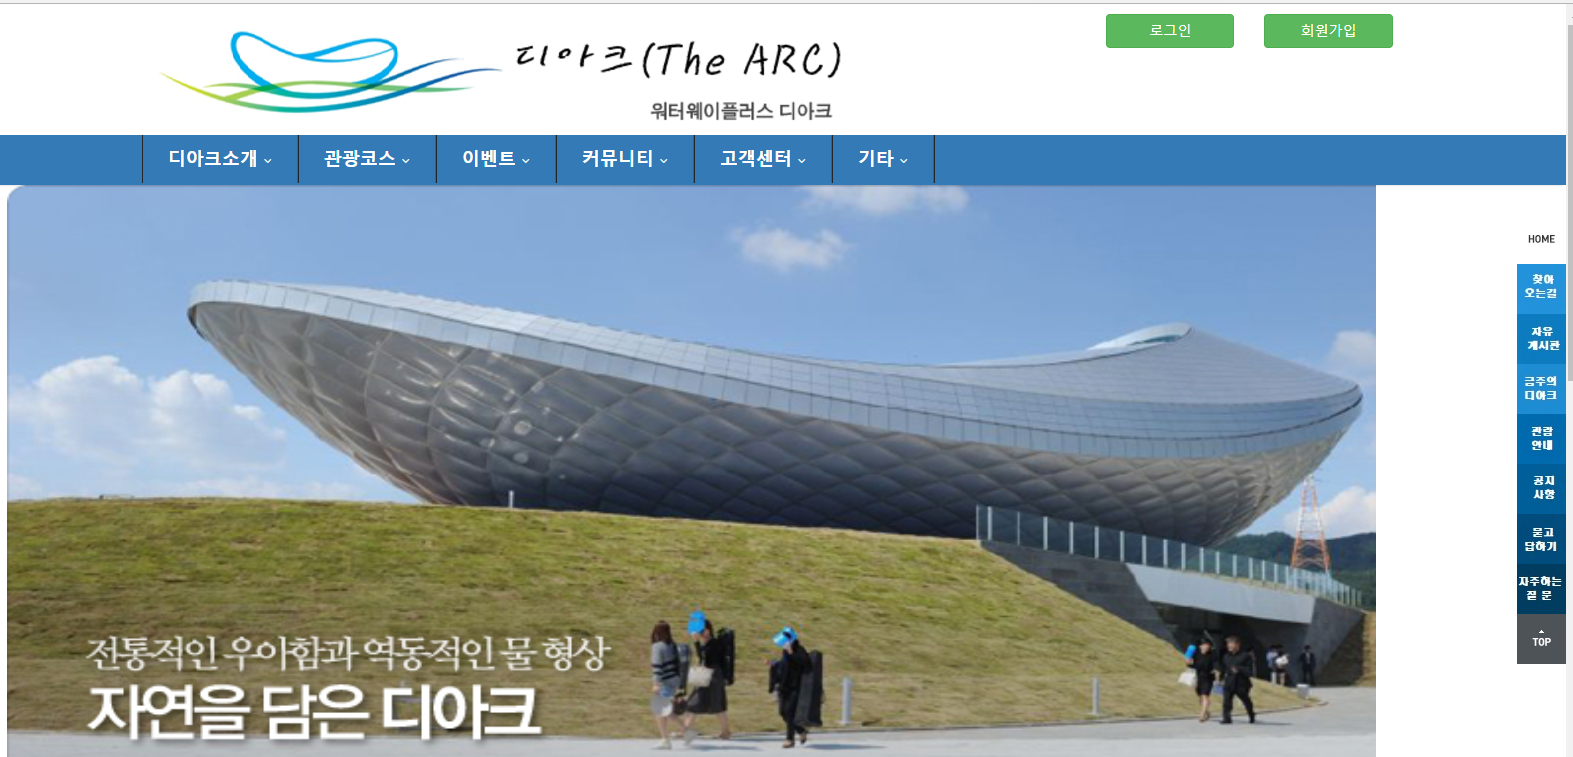 로그인
회원가입
디아크(The ARC)
워터웨이플러스 디아크
디아크소개
관광코스
이벤트
커뮤니티
고객센터
기타
HOME
찾아
오는길
자유
게시판
금주의
디아크
관람
안내
공지
사항
묻고
답하기
자주하는
질 문
TOP
전통적인 우아함과 역동적인 물 형상
자연을 담은 디아크